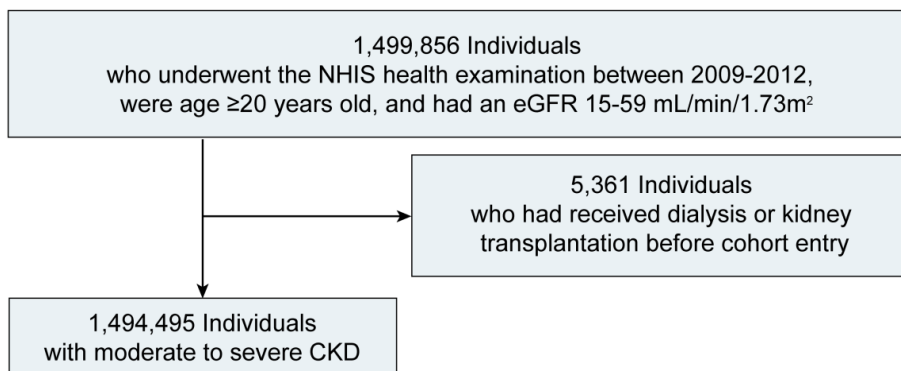 1,499,856 Individuals
who underwent the NHIS health examination between 2009-2012,
were age ≥20 years old, and had an eGFR 15-59 mL/min/1.73m²
5,361 Individuals
who had received dialysis or kidney
transplantation before cohort entry
1,494,495 Individuals
with moderate to severe CKD